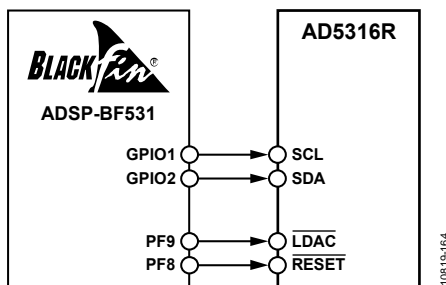 AD5316R
BLACKfin®
ADSP-BF531
GPIO1 SCL
GPIO2 SDA
PF9 LDAC
PF8 RESET
10819-164